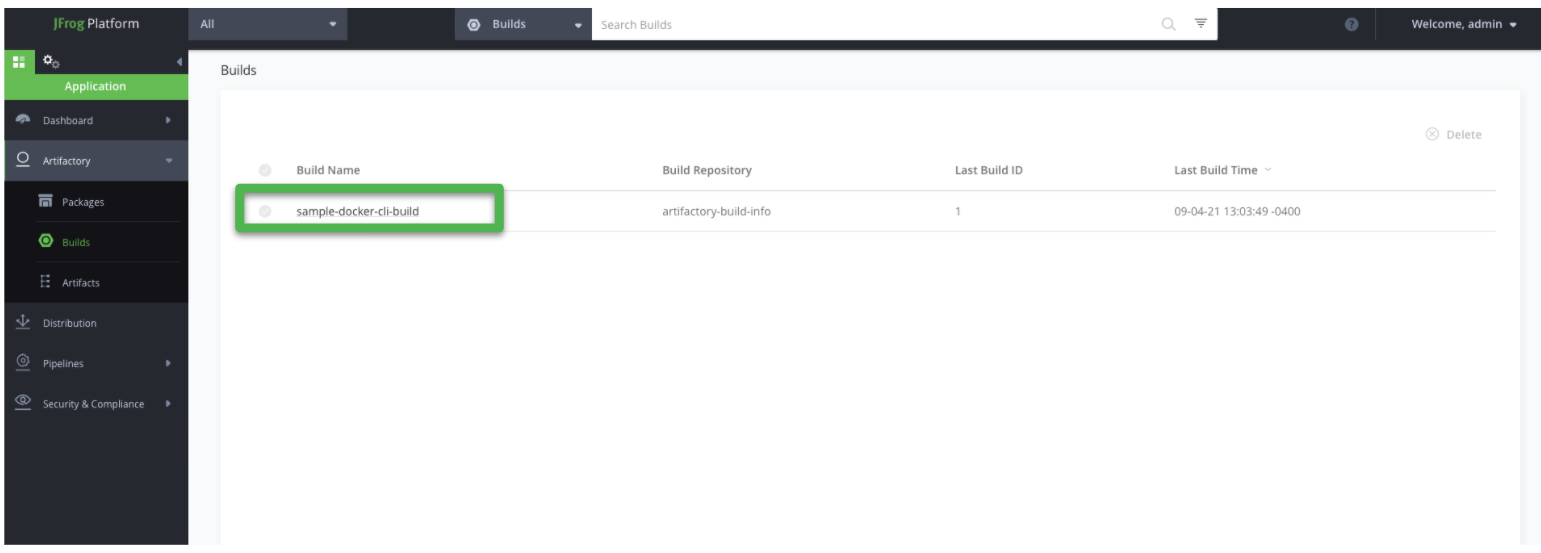 JFrog Platform
All
Builds
Search Builds
Welcome, admin
Application
Dashboard
Artifactory
Packages
Builds
Artifacts
Distribution
Pipelines
Security & Compliance
Builds
Delete
Build Name Build Repository Last Build ID Last Build Time
sample-docker-cli-build artifactory-build-info 1 09-04-21 13:03:49 -0400